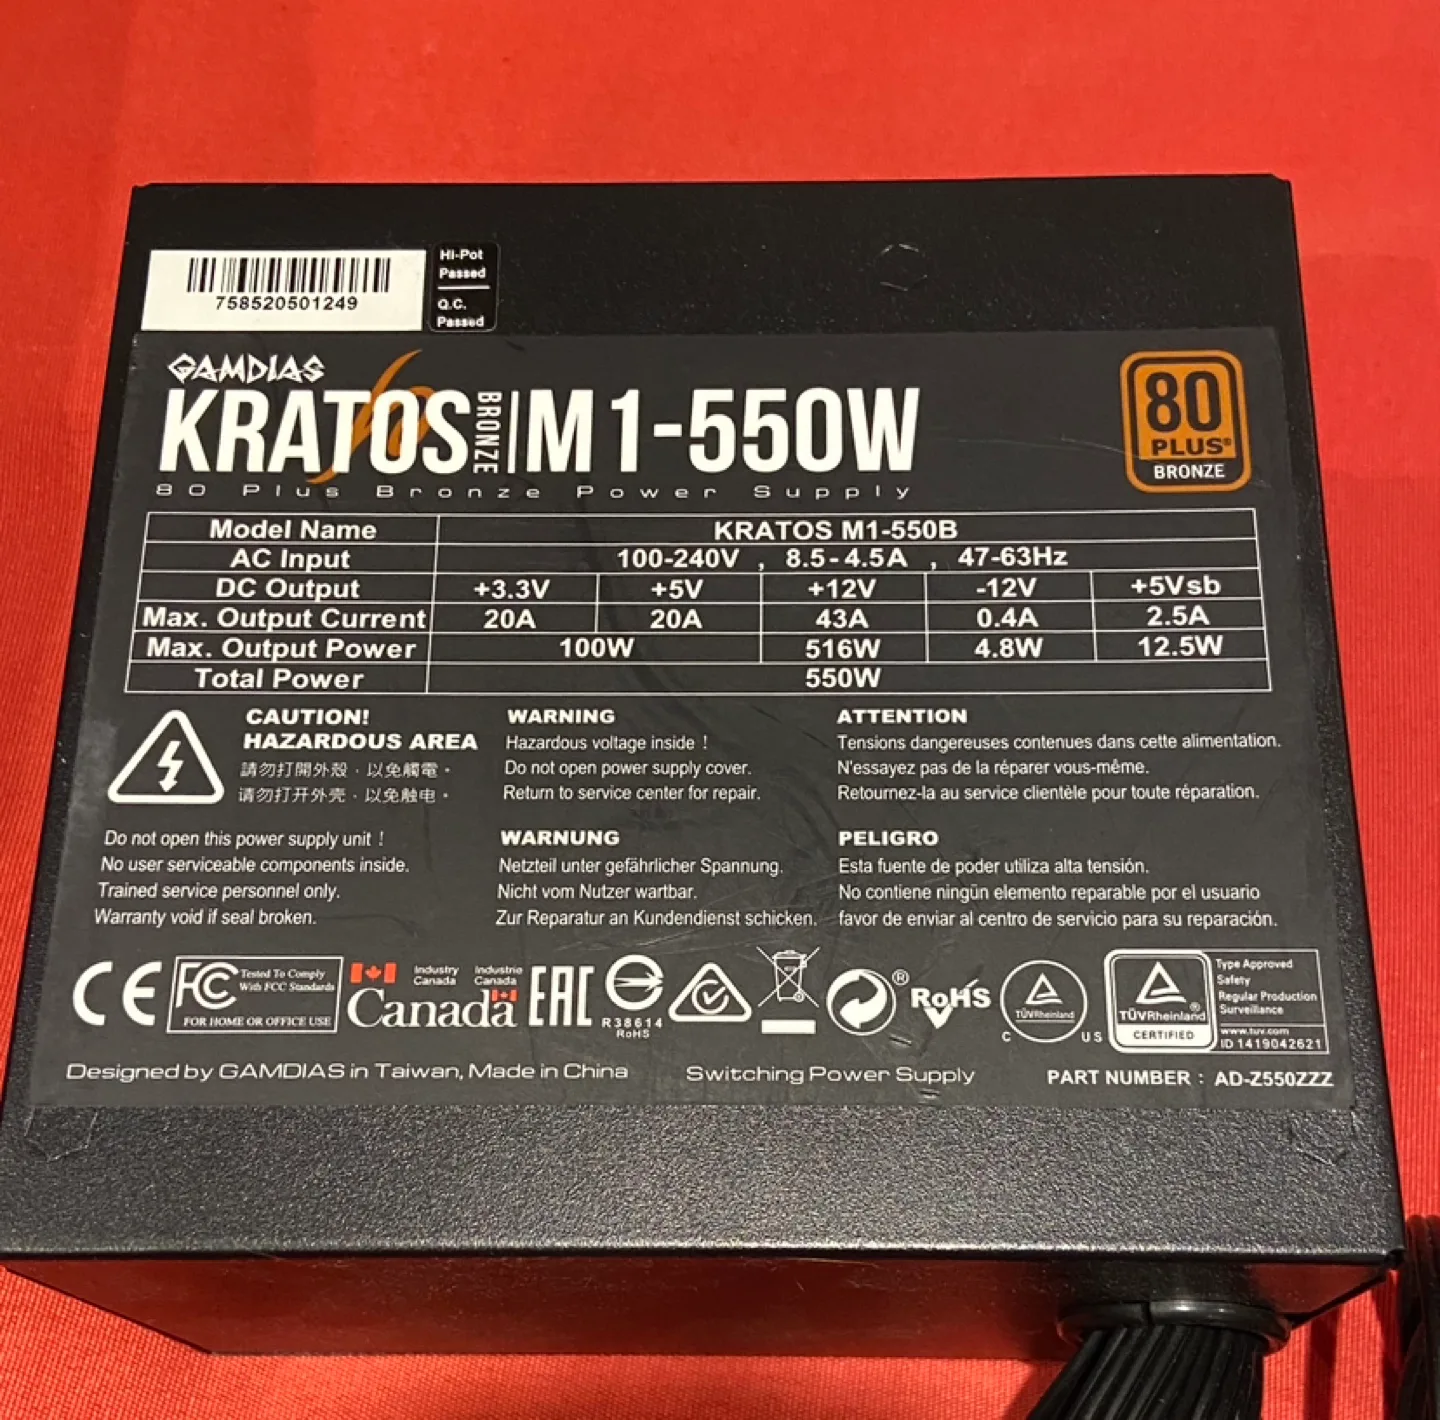 758520501249
Hi-Pot
Passed
Q.C.
Passed
GAMDIAS
KRATOS BRONZE M1-550W
80 Plus Bronze Power Supply
80
PLUS®
BRONZE
Model Name KRATOS M1-550B
AC Input 100-240V , 8.5-4.5A , 47-63Hz
DC Output +3.3V +5V +12V -12V +5Vsb
Max. Output Current 20A 20A 43A 0.4A 2.5A
Max. Output Power 100W 516W 4.8W 12.5W
Total Power 550W
CAUTION!
HAZARDOUS AREA
請勿打開外殼，以免觸電。
请勿打开外壳，以免触电。
Do not open this power supply unit !
No user serviceable components inside.
Trained service personnel only.
Warranty void if seal broken.
WARNING
Hazardous voltage inside !
Do not open power supply cover.
Return to service center for repair.
WARNUNG
Netzteil unter gefährlicher Spannung.
Nicht vom Nutzer wartbar.
Zur Reparatur an Kundendienst schicken.
ATTENTION
Tensions dangereuses contenues dans cette alimentation.
N'essayez pas de la réparer vous-même.
Retournez-la au service clientèle pour toute réparation.
PELIGRO
Esta fuente de poder utiliza alta tensión.
No contiene ningún elemento reparable por el usuario
favor de enviar al centro de servicio para su reparación.
CE
FC
Tested To Comply
With FCC Standards
FOR HOME OR OFFICE USE
Industry Canada
Industrie Canada
Canada
EAC
R38614
RoHS
®
RoHS
TÜVRheinland
C US
TÜVRheinland®
CERTIFIED
Type Approved
Safety
Regular Production
Surveillance
www.tuv.com
ID 1419042621
Designed by GAMDIAS in Taiwan, Made in China
Switching Power Supply
PART NUMBER : AD-Z550ZZZ